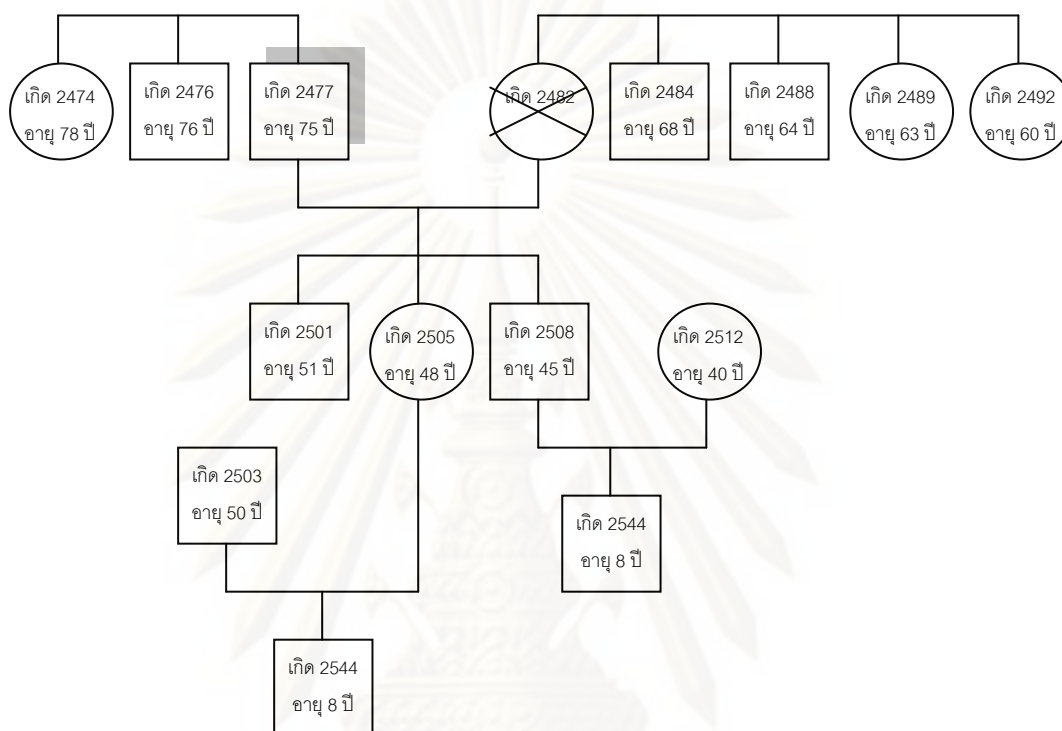 เกิด 2474
อายุ 78 ปี
เกิด 2476
อายุ 76 ปี
เกิด 2477
อายุ 75 ปี
เกิด 2482
เกิด 2484
อายุ 68 ปี
เกิด 2488
อายุ 64 ปี
เกิด 2489
อายุ 63 ปี
เกิด 2492
อายุ 60 ปี
เกิด 2501
อายุ 51 ปี
เกิด 2505
อายุ 48 ปี
เกิด 2508
อายุ 45 ปี
เกิด 2512
อายุ 40 ปี
เกิด 2503
อายุ 50 ปี
เกิด 2544
อายุ 8 ปี
เกิด 2544
อายุ 8 ปี